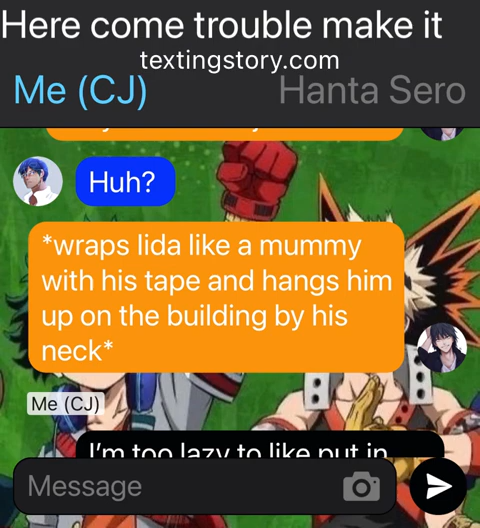 Here come trouble make it
textingstory.com
Me (CJ) Hanta Sero
Huh?
*wraps lida like a mummy
with his tape and hangs him
up on the building by his
neck*
Me (CJ)
I'm too lazy to like put in
Message